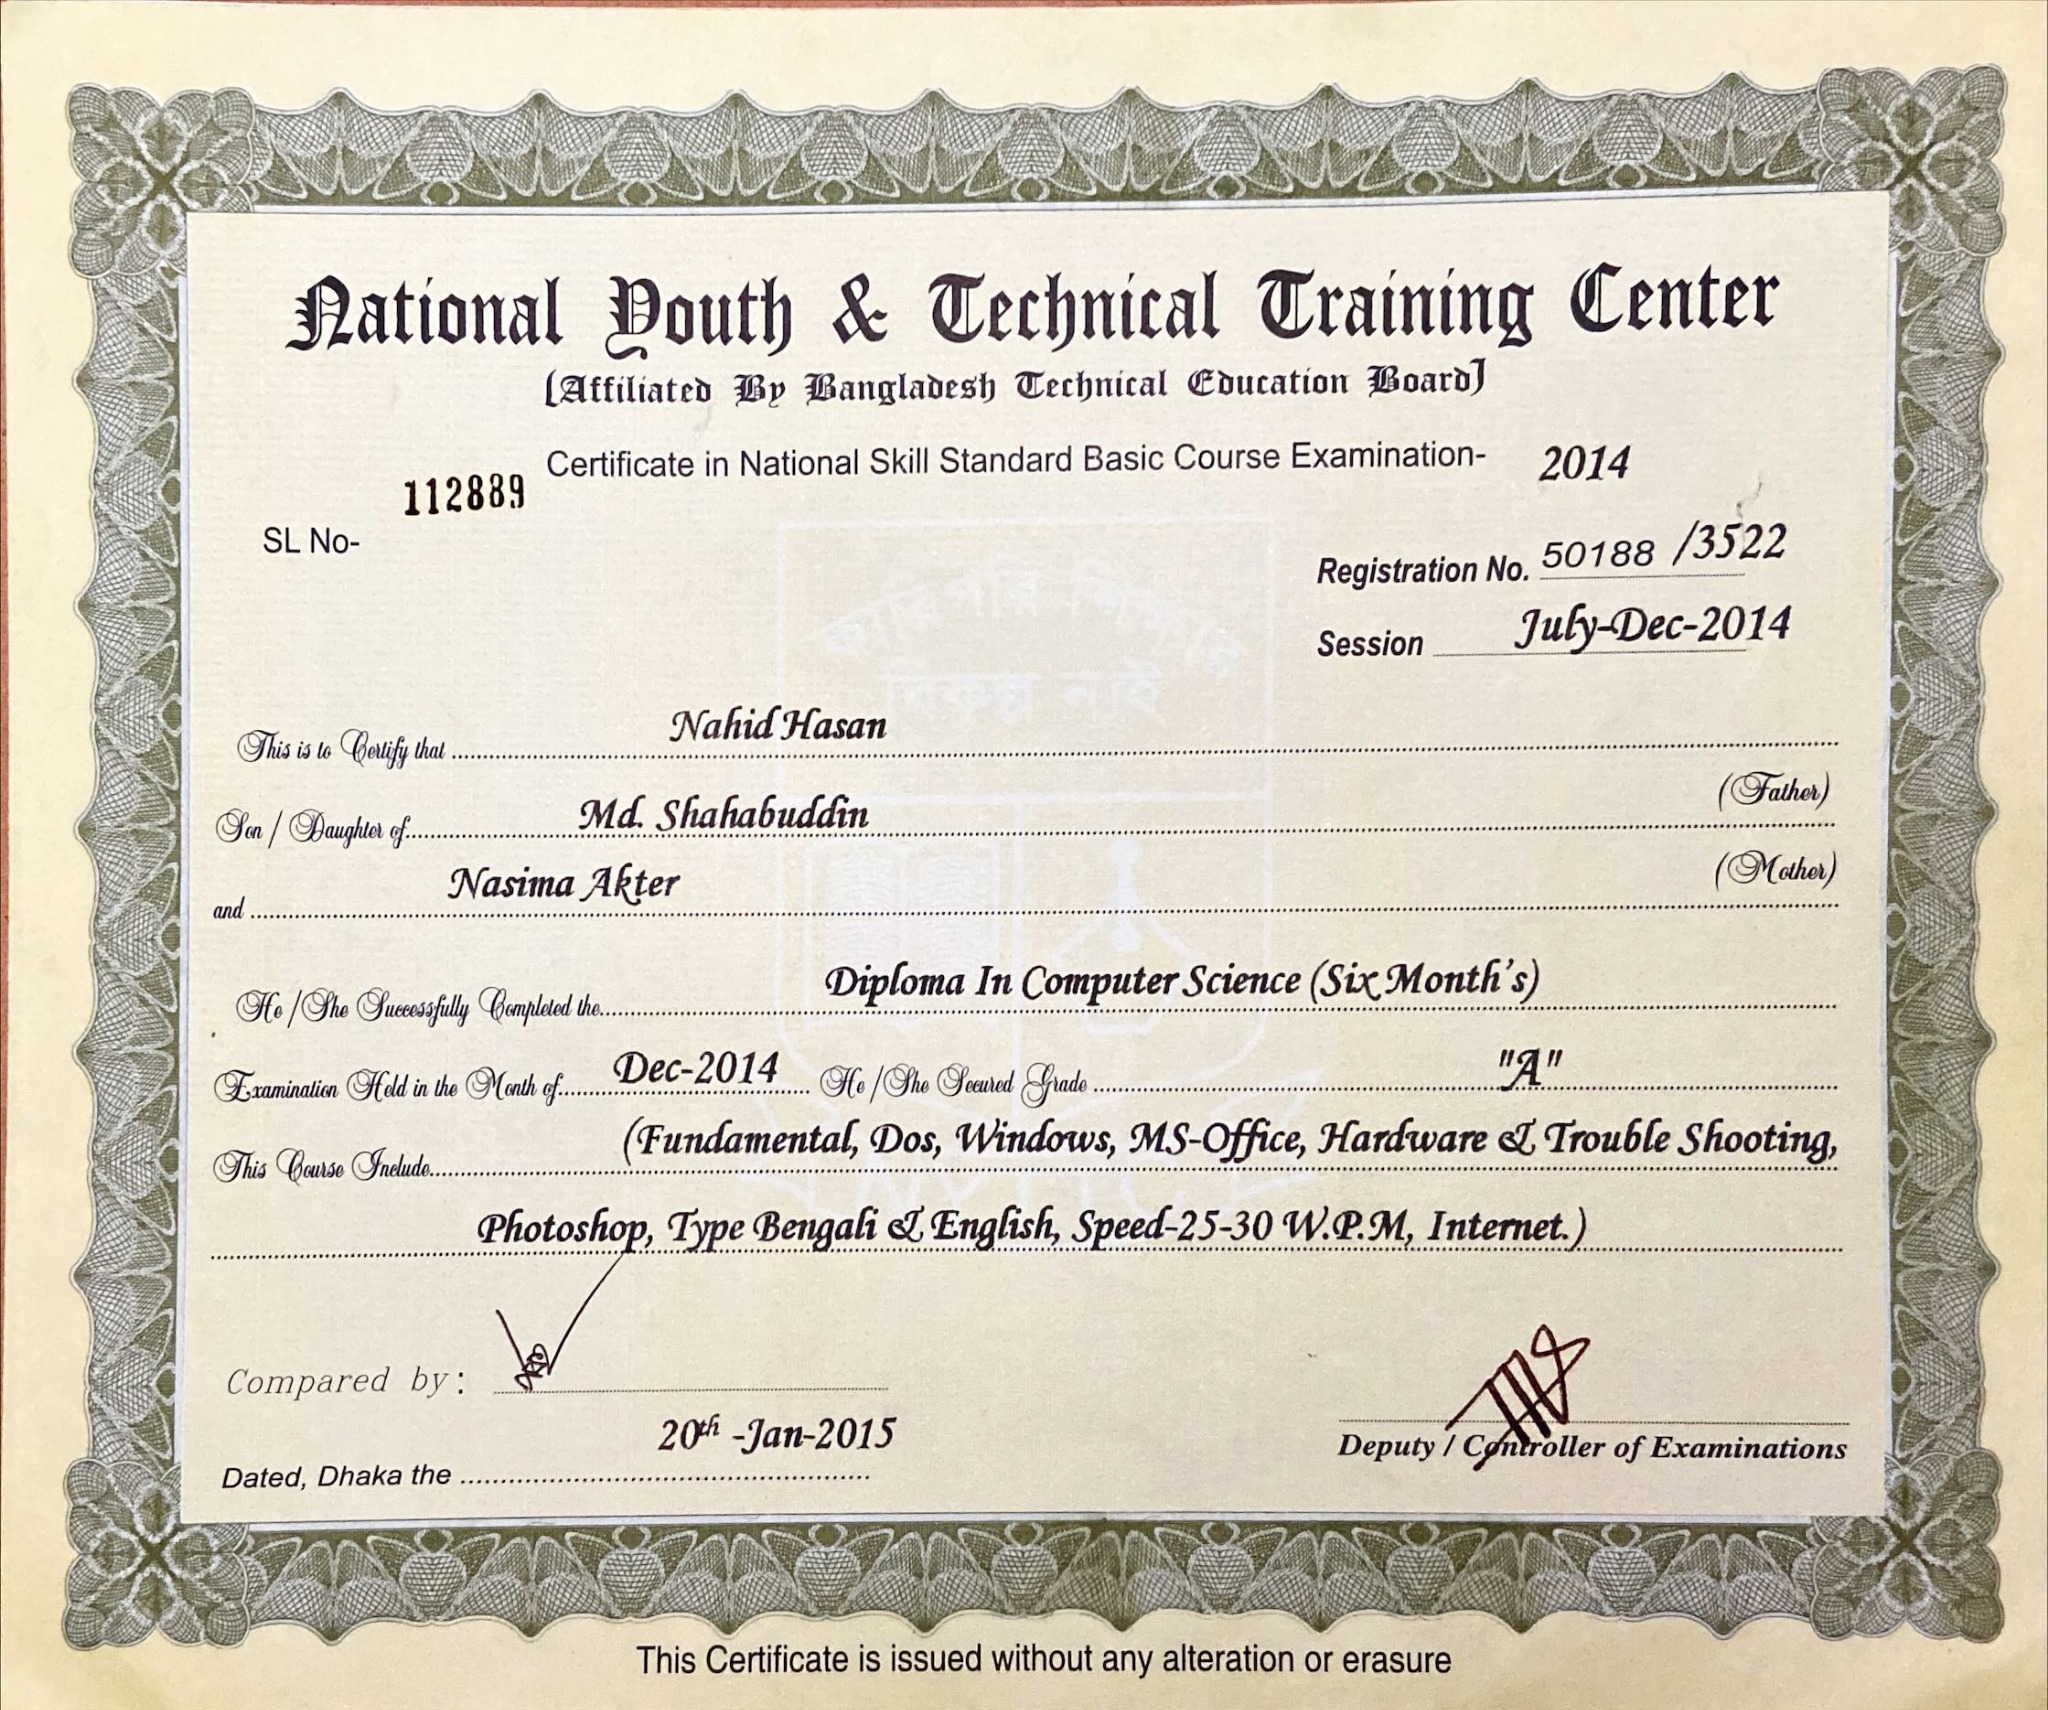 National Youth & Technical Training Center
[Affiliated By Bangladesh Technical Education Board]
Certificate in National Skill Standard Basic Course Examination- 2014
SL No- 112889
Registration No. 50188 /3522
Session July-Dec-2014
This is to Certify that Nahid Hasan
Son / Daughter of Md. Shahabuddin (Father)
and Nasima Akter (Mother)
He / She Successfully Completed the Diploma In Computer Science (Six Month's)
Examination Held in the Month of Dec-2014 He / She Secured Grade "A"
This Course Include (Fundamental, Dos, Windows, MS-Office, Hardware & Trouble Shooting,
Photoshop, Type Bengali & English, Speed-25-30 W.P.M, Internet.)
Compared by:
Dated, Dhaka the 20th -Jan-2015
Deputy / Controller of Examinations
This Certificate is issued without any alteration or erasure